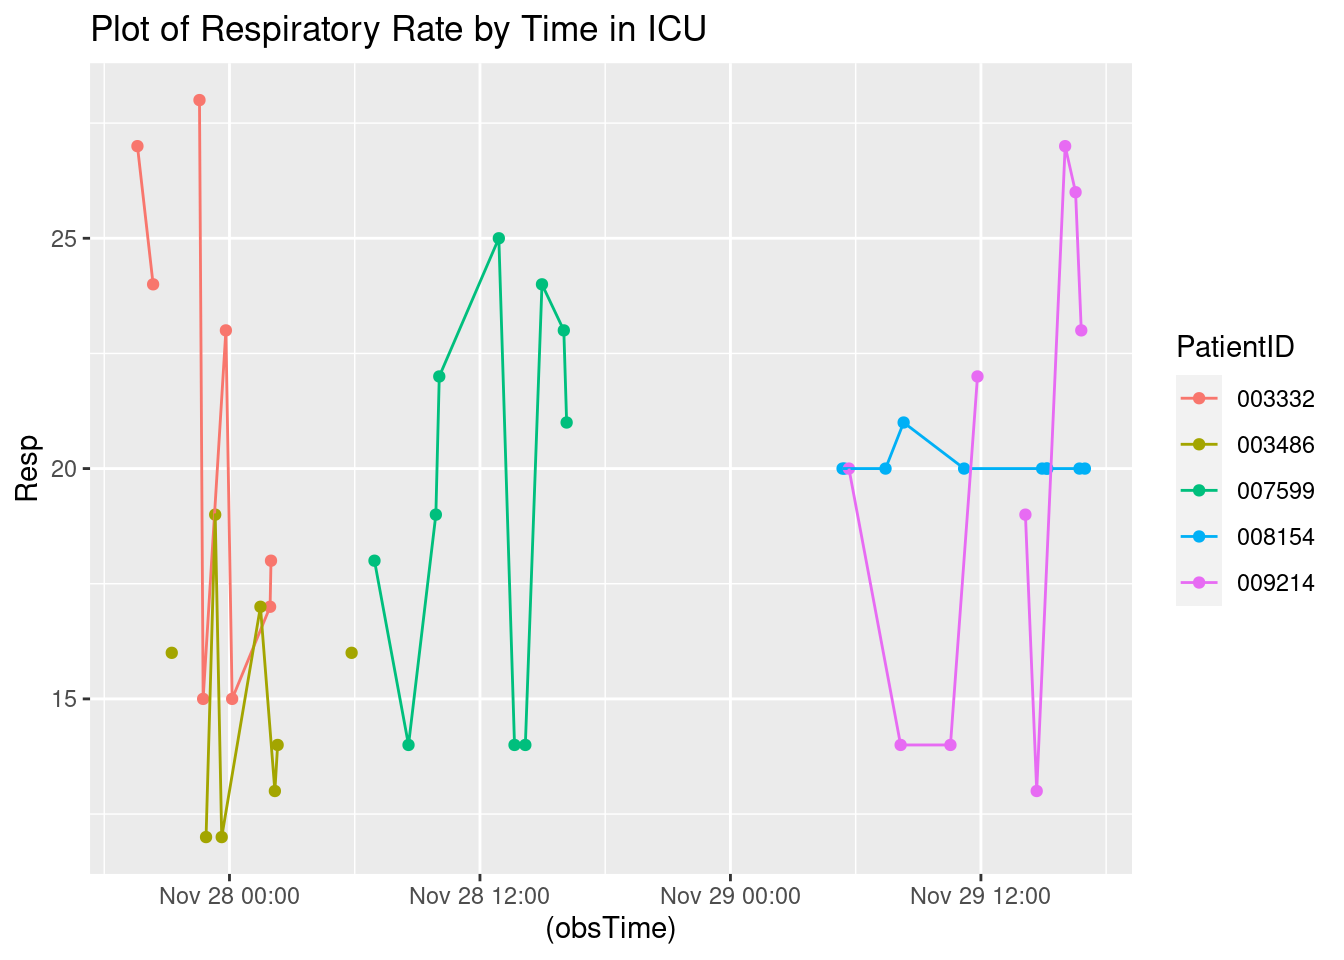 Plot of Respiratory Rate by Time in ICU
Resp
25
20
15
Nov 28 00:00
Nov 28 12:00
Nov 29 00:00
Nov 29 12:00
(obsTime)
PatientID
003332
003486
007599
008154
009214